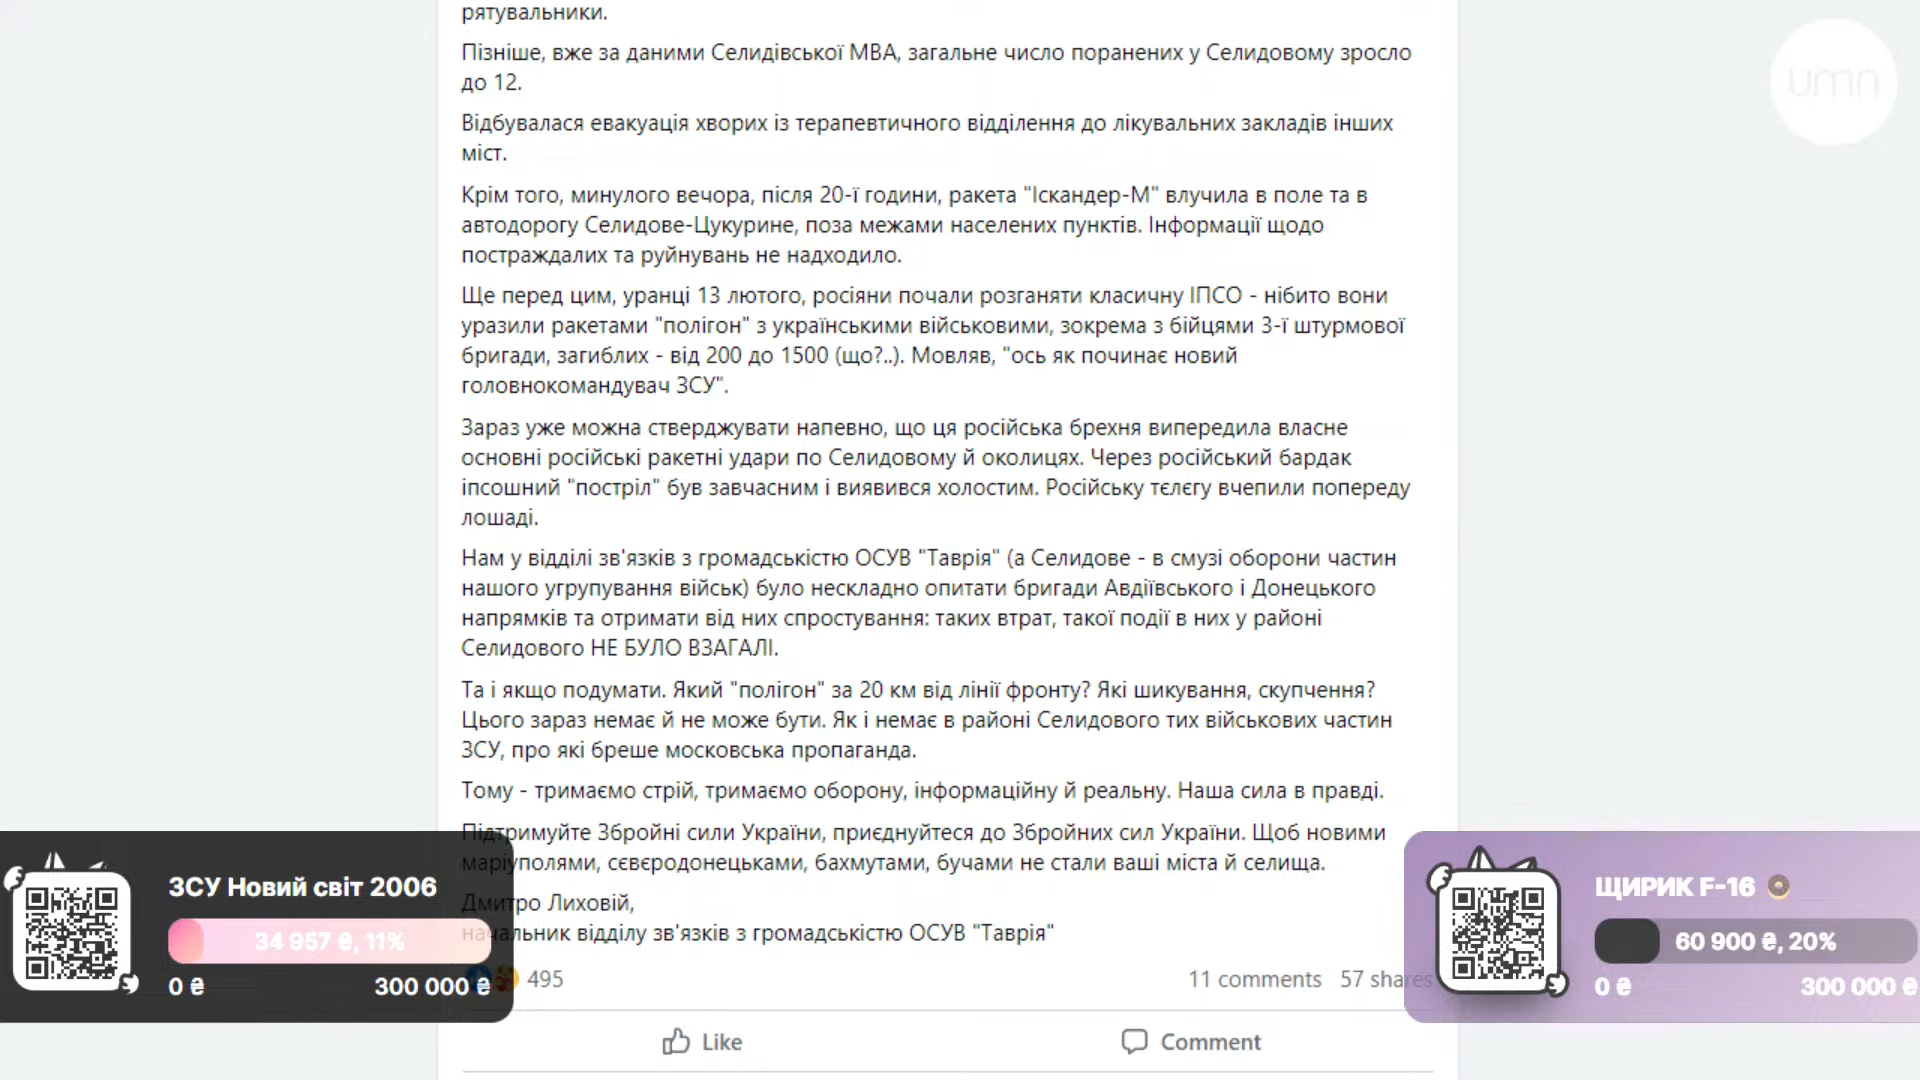 рятувальники.
Пізніше, вже за даними Селидівської МВА, загальне число поранених у Селидовому зросло
до 12.
Відбувалася евакуація хворих із терапевтичного відділення до лікувальних закладів інших
міст.
Крім того, минулого вечора, після 20-ї години, ракета "Іскандер-М" влучила в поле та в
автодорогу Селидове-Цукурине, поза межами населених пунктів. Інформації щодо
постраждалих та руйнувань не надходило.
Ще перед цим, уранці 13 лютого, росіяни почали розганяти класичну ІПСО - нібито вони
уразили ракетами "полігон" з українськими військовими, зокрема з бійцями 3-ї штурмової
бригади, загиблих - від 200 до 1500 (що?..). Мовляв, "ось як починає новий
головнокомандувач ЗСУ".
Зараз уже можна стверджувати напевно, що ця російська брехня випередила власне
основні російські ракетні удари по Селидовому й околицях. Через російський бардак
іпсошний "постріл" був завчасним і виявився холостим. Російську тєлєгу вчепили попереду
лошаді.
Нам у відділі зв'язків з громадськістю ОСУВ "Таврія" (а Селидове - в смузі оборони частин
нашого угрупування військ) було нескладно опитати бригади Авдіївського і Донецького
напрямків та отримати від них спростування: таких втрат, такої події в них у районі
Селидового НЕ БУЛО ВЗАГАЛІ.
Та і якщо подумати. Який "полігон" за 20 км від лінії фронту? Які шикування, скупчення?
Цього зараз немає й не може бути. Як і немає в районі Селидового тих військових частин
ЗСУ, про які бреше московська пропаганда.
Тому - тримаємо стрій, тримаємо оборону, інформаційну й реальну. Наша сила в правді.
Підтримуйте Збройні сили України, приєднуйтеся до Збройних сил України. Щоб новими
маріуполями, сєвєродонецьками, бахмутами, бучами не стали ваші міста й селища.
Дмитро Лиховій,
начальник відділу зв'язків з громадськістю ОСУВ "Таврія"
495
11 comments 57 shares
Like
Comment
ЗСУ Новий світ 2006
34 957 ₴, 11%
0 ₴
300 000 ₴
ЩИРИК F-16
60 900 ₴, 20%
0 ₴
300 000 ₴
umn